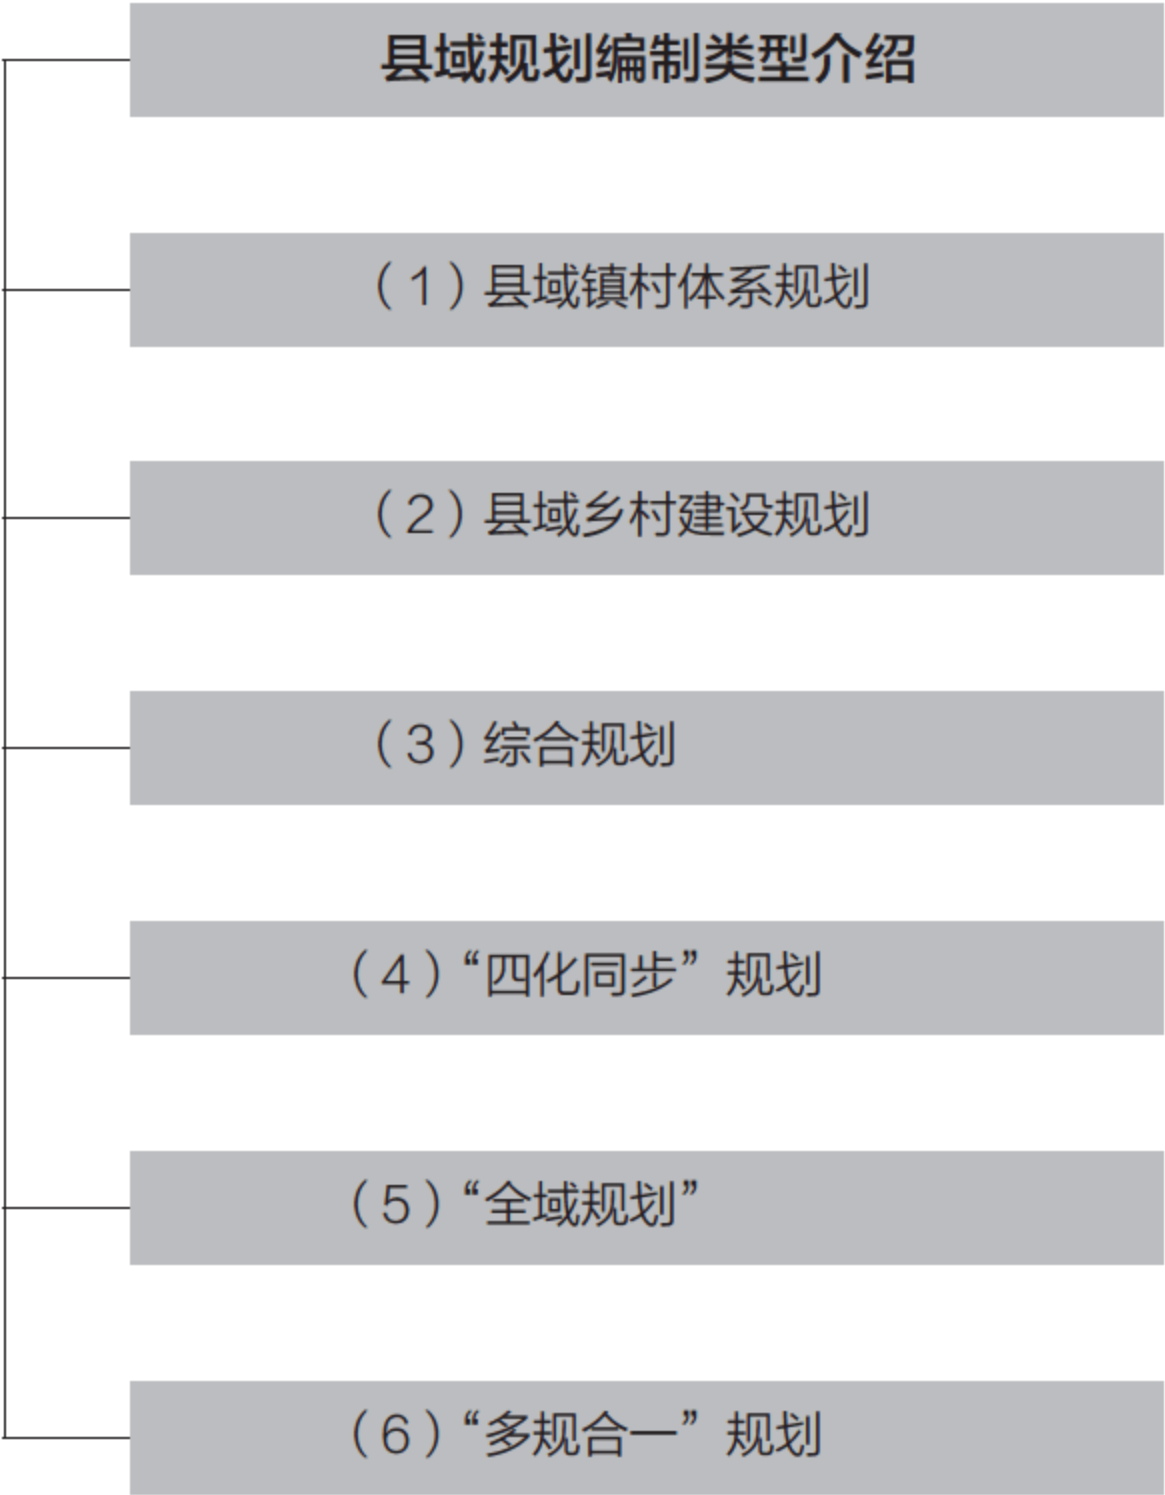 县域规划编制类型介绍
（1）县域镇村体系规划
（2）县域乡村建设规划
（3）综合规划
（4）“四化同步”规划
（5）“全域规划”
（6）“多规合一”规划